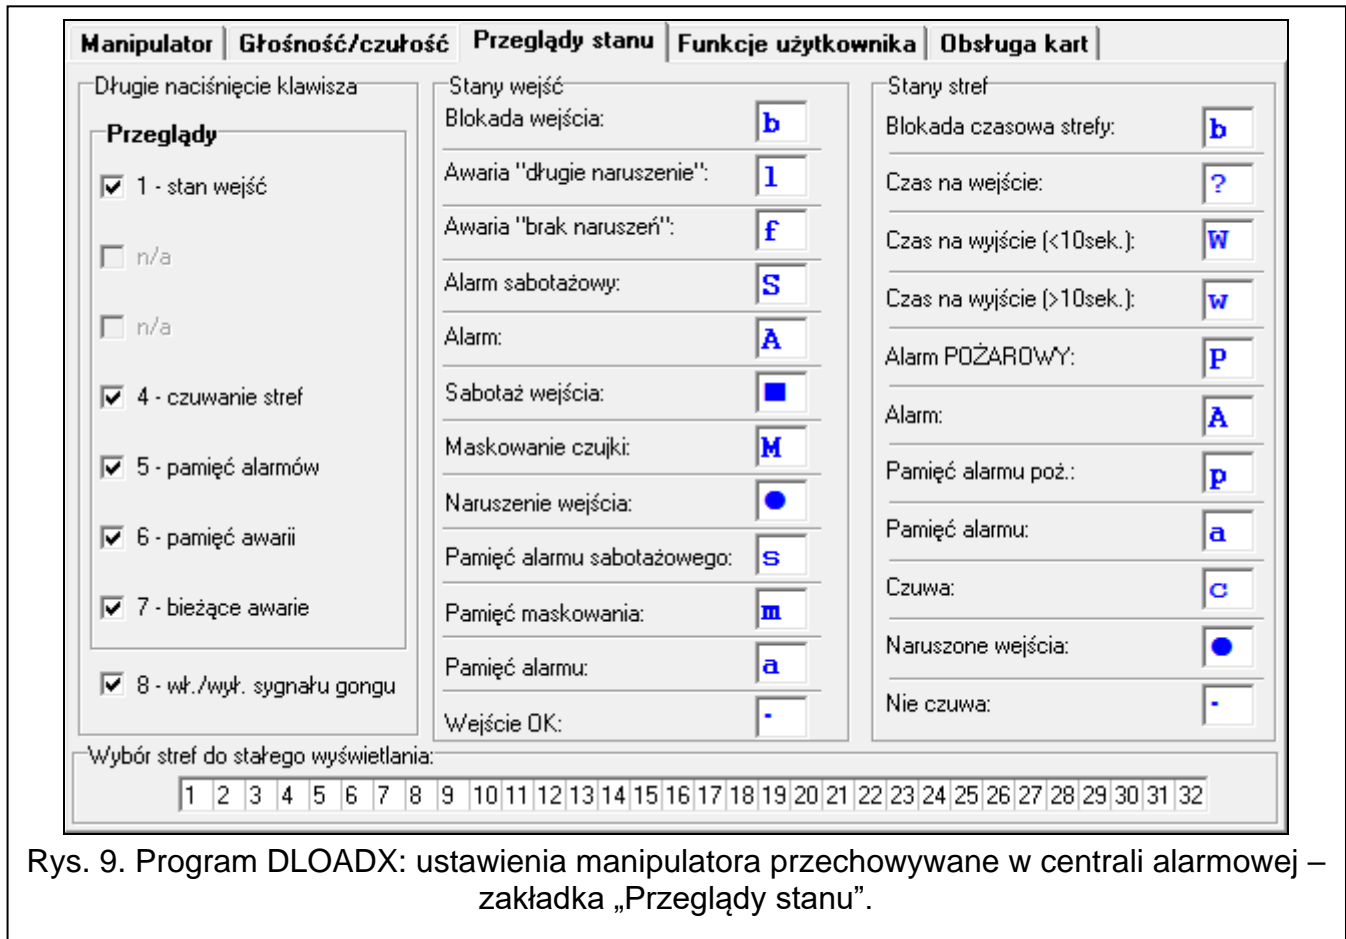 Manipulator Głośność/czułość Przeglądy stanu Funkcje użytkownika Obsługa kart
Długie naciśnięcie klawisza
Przeglądy
1 - stan wejść
n/a
n/a
4 - czuwanie stref
5 - pamięć alarmów
6 - pamięć awarii
7 - bieżące awarie
8 - wł./wył. sygnału gongu
Stany wejść
Blokada wejścia: b
Awaria "długie naruszenie": l
Awaria "brak naruszeń": f
Alarm sabotażowy: S
Alarm: A
Sabotaż wejścia: ■
Maskowanie czujki: M
Naruszenie wejścia: ●
Pamięć alarmu sabotażowego: s
Pamięć maskowania: m
Pamięć alarmu: a
Wejście OK: ·
Stany stref
Blokada czasowa strefy: b
Czas na wejście: ?
Czas na wyjście (<10sek.): W
Czas na wyjście (>10sek.): w
Alarm POŻAROWY: P
Alarm: A
Pamięć alarmu poż.: p
Pamięć alarmu: a
Czuwa: c
Naruszone wejścia: ●
Nie czuwa: ·
Wybór stref do stałego wyświetlania:
1 2 3 4 5 6 7 8 9 10 11 12 13 14 15 16 17 18 19 20 21 22 23 24 25 26 27 28 29 30 31 32
Rys. 9. Program DLOADX: ustawienia manipulatora przechowywane w centrali alarmowej –
zakładka „Przeglądy stanu”.